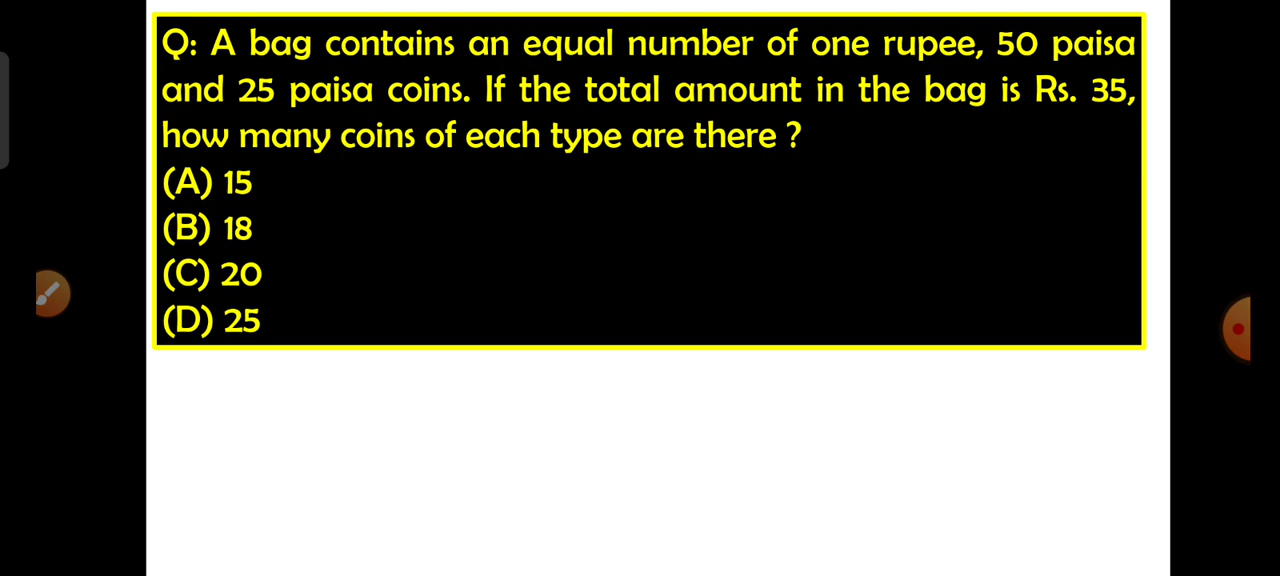 Q: A bag contains an equal number of one rupee, 50 paisa
and 25 paisa coins. If the total amount in the bag is Rs. 35,
how many coins of each type are there ?
(A) 15
(B) 18
(C) 20
(D) 25